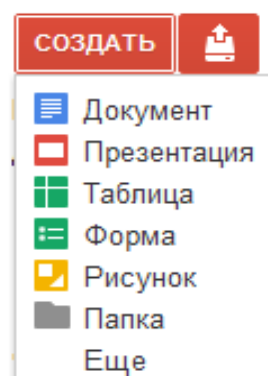 СОЗДАТЬ
Документ
Презентация
Таблица
Форма
Рисунок
Папка
Еще